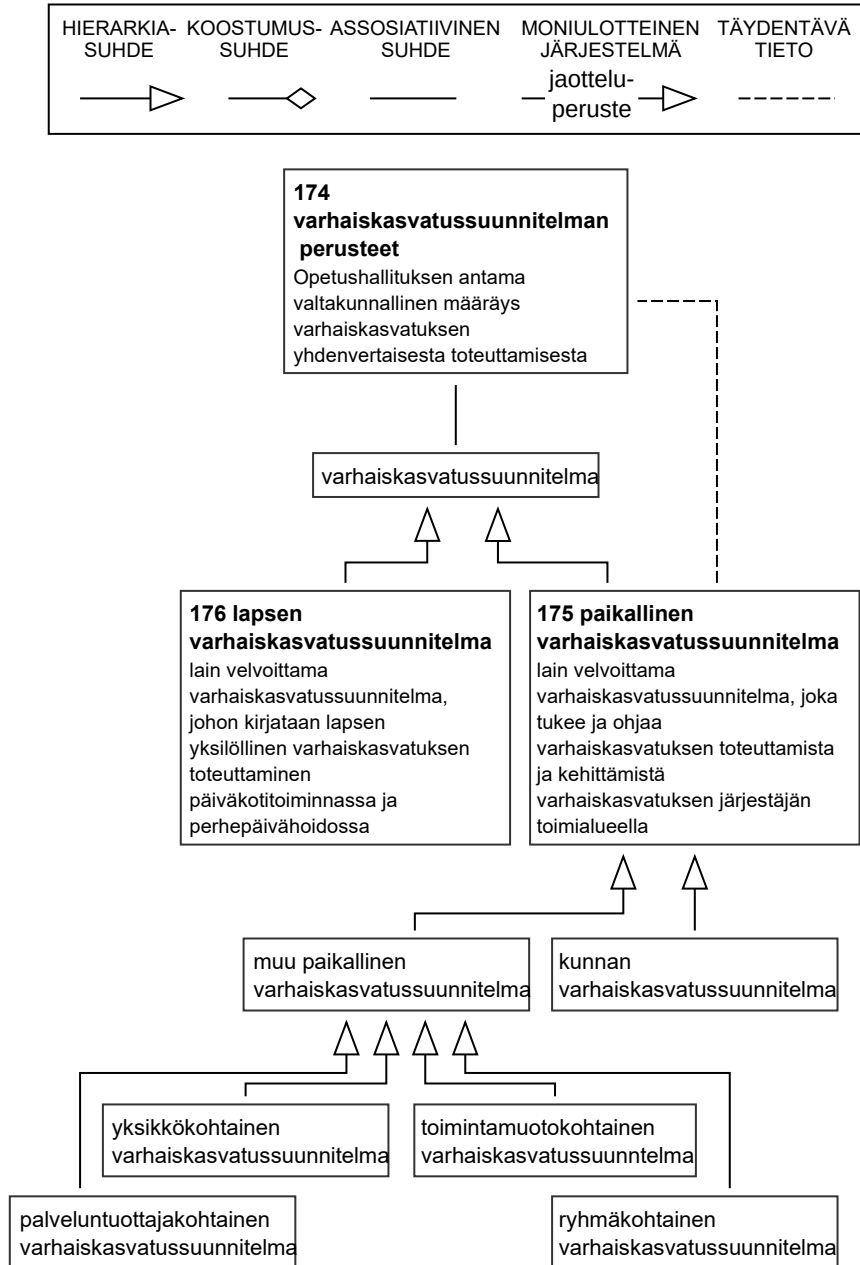 HIERARKIA-
SUHDE
KOOSTUMUS-
SUHDE
ASSOSIATIIVINEN
SUHDE
MONIULOTTEINEN
JÄRJESTELMÄ
jaottelu-
peruste
TÄYDENTÄVÄ
TIETO
174
varhaiskasvatussuunnitelman
perusteet
Opetushallituksen antama
valtakunnallinen määräys
varhaiskasvatuksen
yhdenvertaisesta toteuttamisesta
varhaiskasvatussuunnitelma
176 lapsen
varhaiskasvatussuunnitelma
lain velvoittama
varhaiskasvatussuunnitelma,
johon kirjataan lapsen
yksilöllinen varhaiskasvatuksen
toteuttaminen
päiväkotitoiminnassa ja
perhepäivähoidossa
175 paikallinen
varhaiskasvatussuunnitelma
lain velvoittama
varhaiskasvatussuunnitelma, joka
tukee ja ohjaa
varhaiskasvatuksen toteuttamista
ja kehittämistä
varhaiskasvatuksen järjestäjän
toimialueella
muu paikallinen
varhaiskasvatussuunnitelma
kunnan
varhaiskasvatussuunnitelma
yksikkökohtainen
varhaiskasvatussuunnitelma
toimintamuotokohtainen
varhaiskasvatussuunntelma
palveluntuottajakohtainen
varhaiskasvatussuunnitelma
ryhmäkohtainen
varhaiskasvatussuunnitelma